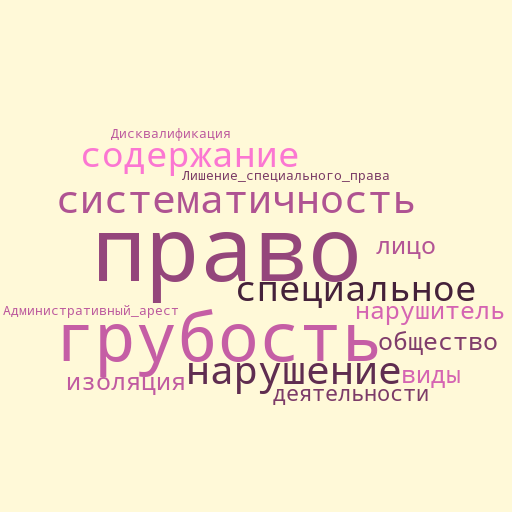 Дисквалификация
содержание
Лишение_специального_права
систематичность
право
лицо
специальное
Административный_арест
нарушитель
грубость
общество
нарушение
изоляция
виды
деятельности